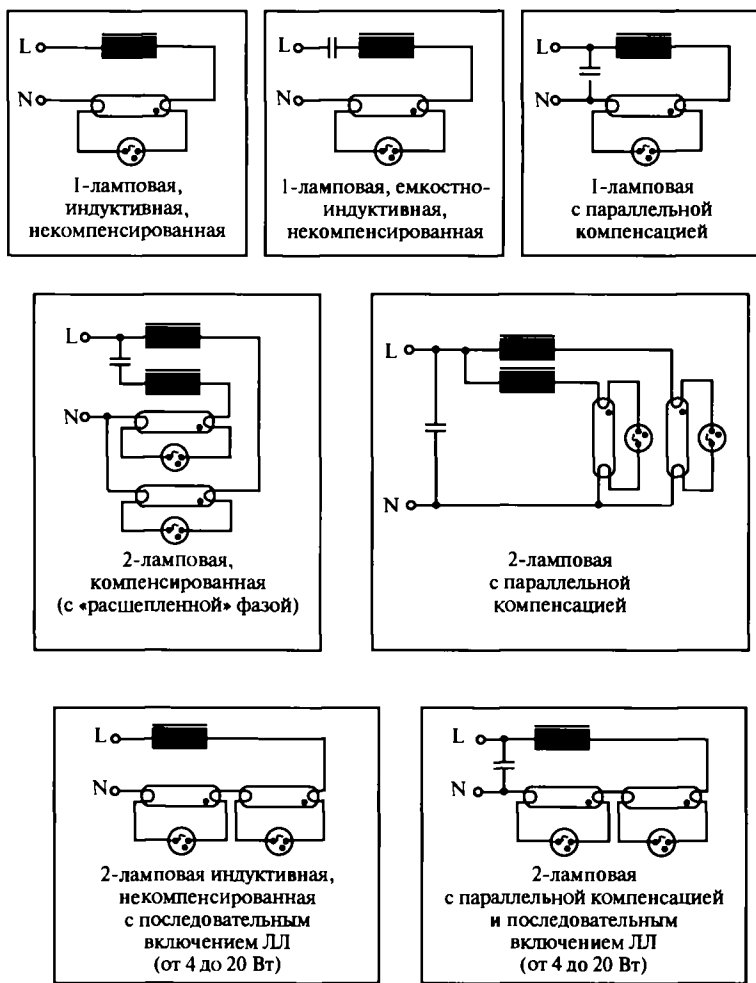 L
N
1-ламповая,
индуктивная,
некомпенсированная
L
N
1-ламповая, емкостно-
индуктивная,
некомпенсированная
L
N
1-ламповая
с параллельной
компенсацией
L
N
2-ламповая,
компенсированная
(с «расшепленной» фазой)
L
N
2-ламповая
с параллельной
компенсацией
L
N
2-ламповая индуктивная,
некомпенсированная
с последовательным
включением ЛЛ
(от 4 до 20 Вт)
L
N
2-ламповая
с параллельной компенсацией
и последовательным
включением ЛЛ
(от 4 до 20 Вт)